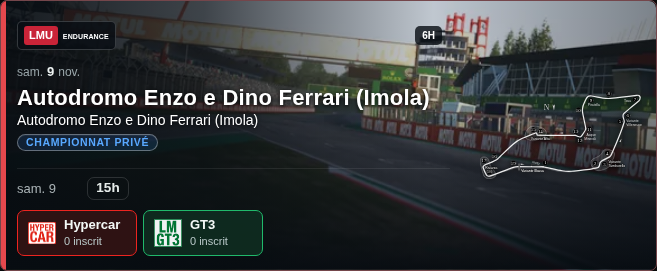 LMU ENDURANCE
6H
sam. 9 nov.
Autodromo Enzo e Dino Ferrari (Imola)
Autodromo Enzo e Dino Ferrari (Imola)
CHAMPIONNAT PRIVÉ
N
sam. 9 15h
HYPER CAR Hypercar
0 inscrit
LM GT3 GT3
0 inscrit